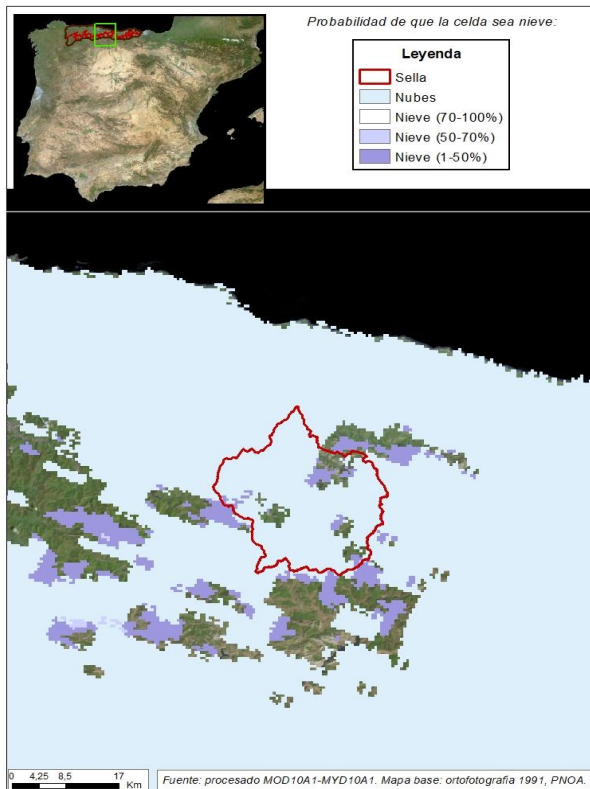 Probabilidad de que la celda sea nieve:
Leyenda
Sella
Nubes
Nieve (70-100%)
Nieve (50-70%)
Nieve (1-50%)
0 4,25 8,5 17
Km
Fuente: procesado MOD10A1-MYD10A1. Mapa base: ortofotografia 1991, PNOA.